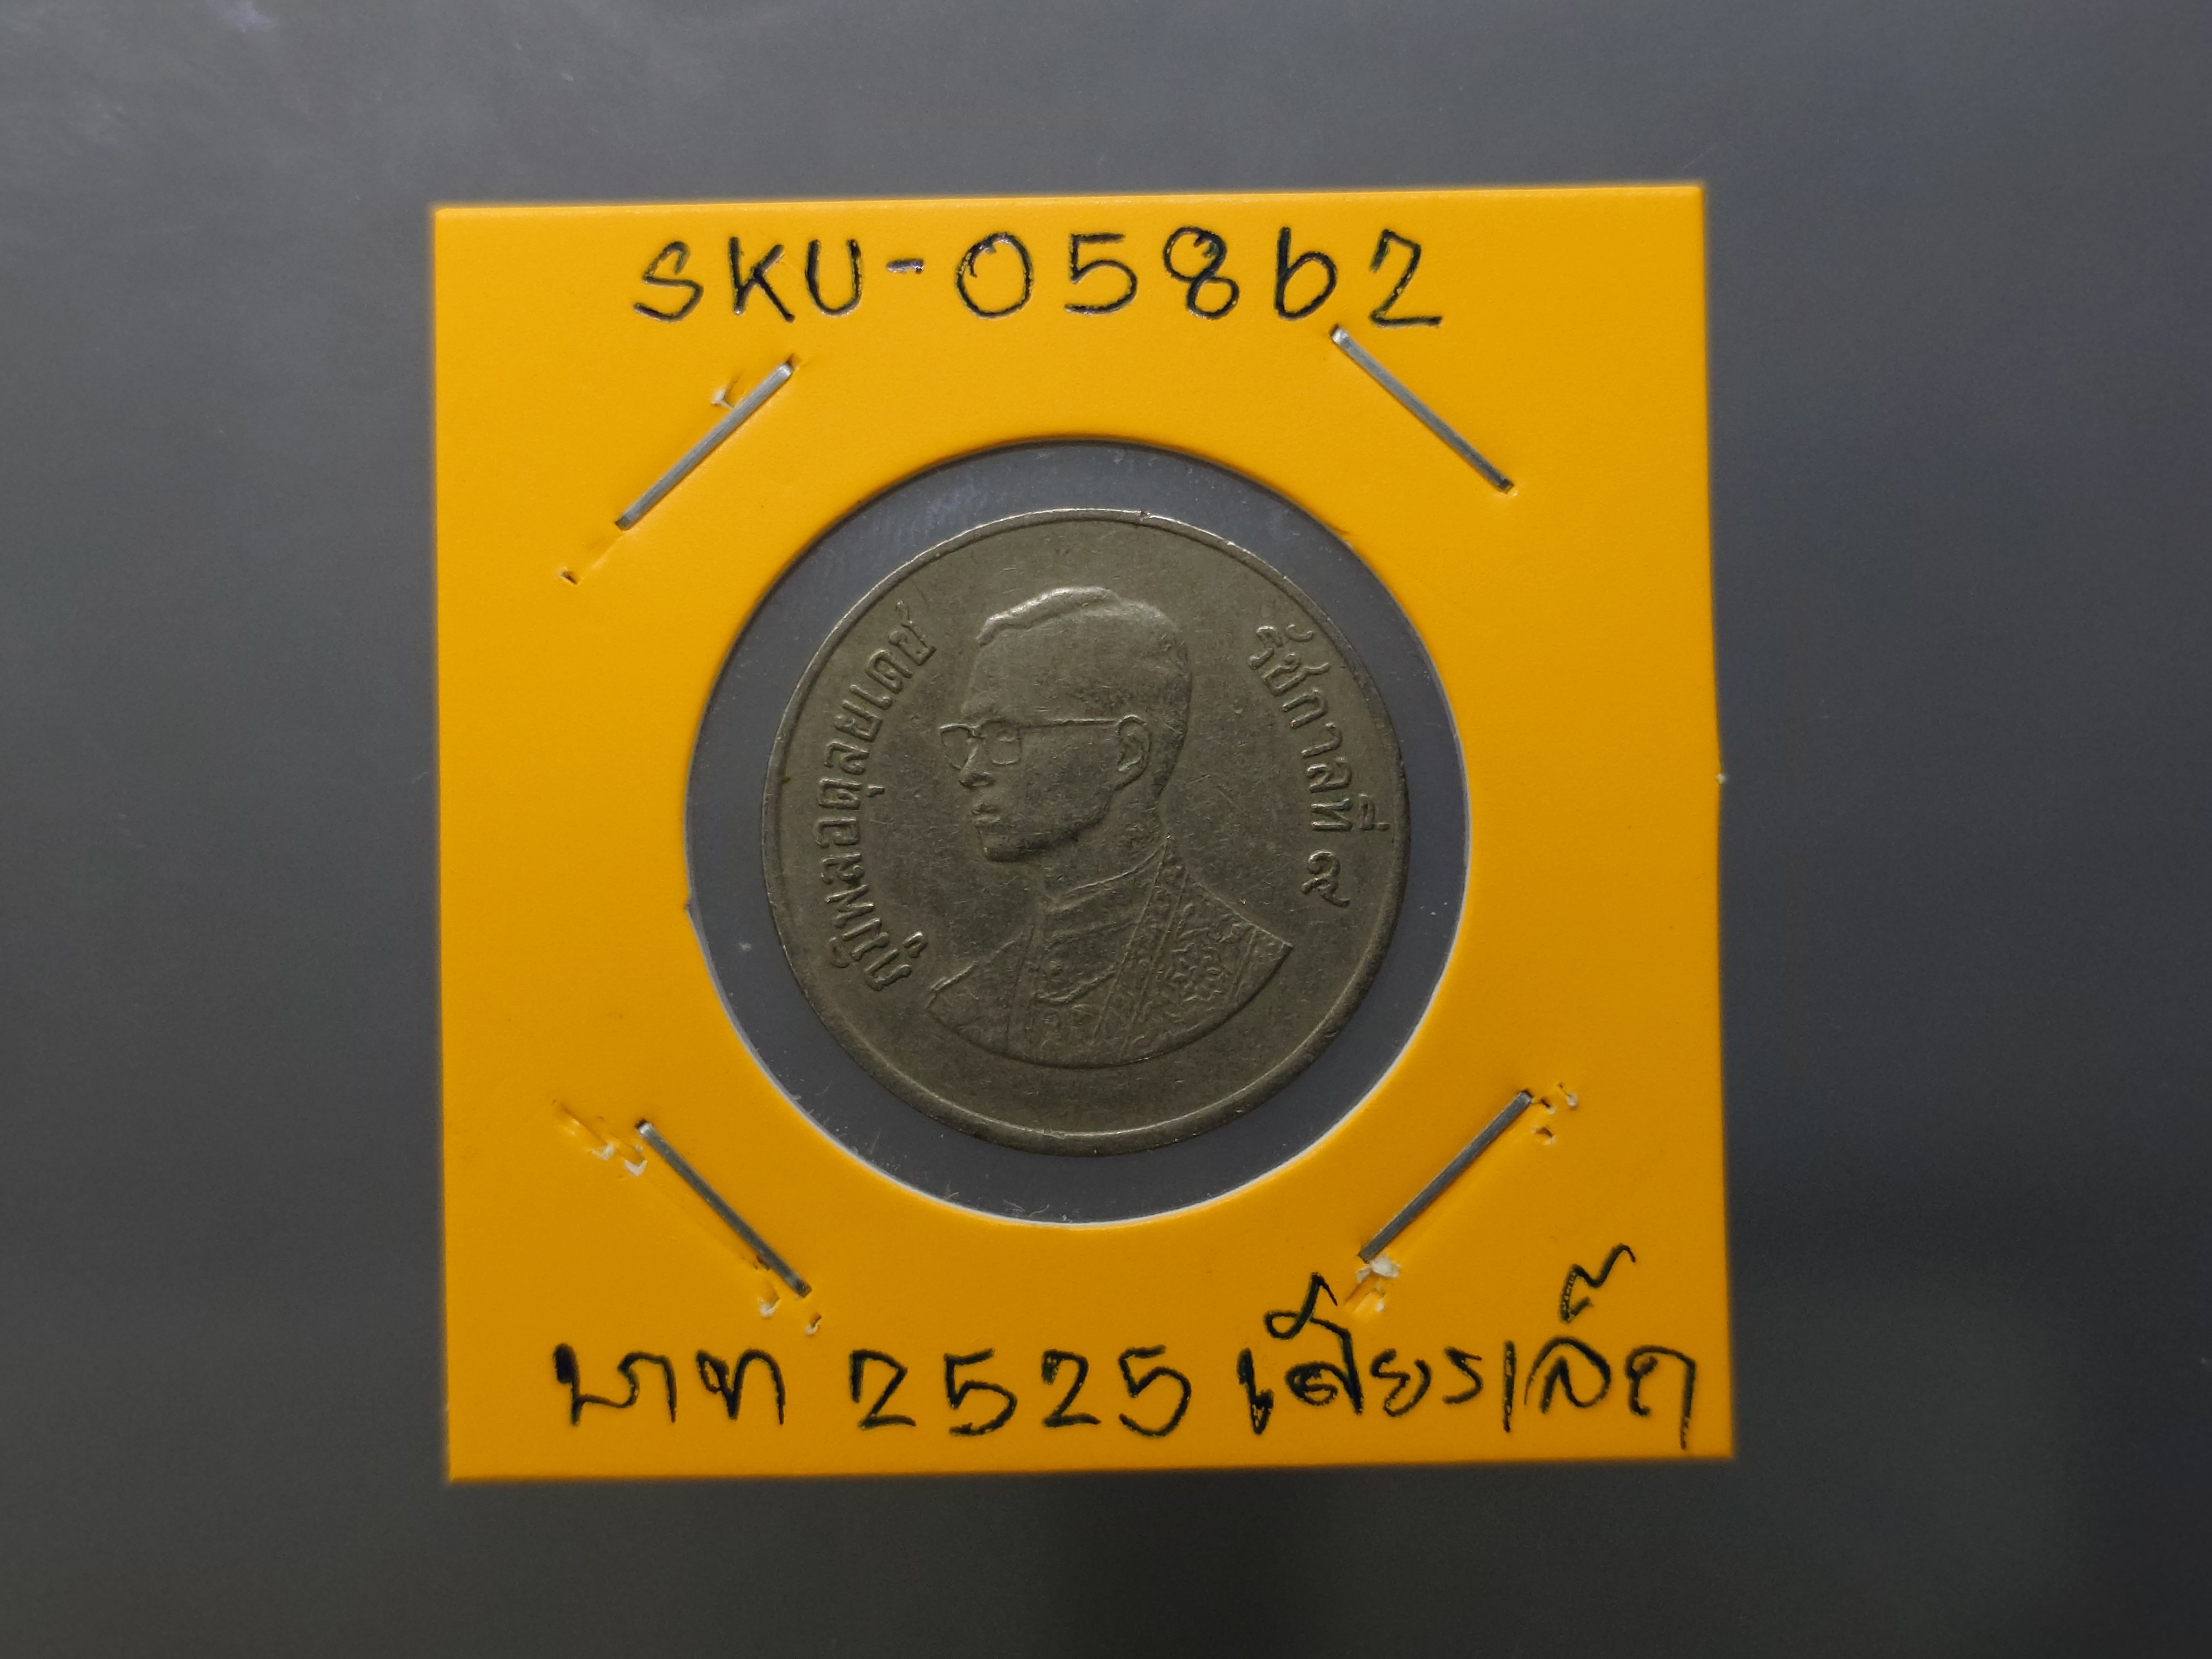 SKU-05862
ภูมิพลอดุลยเดช
รัชกาลที่ ๙
บาท 2525 เศียรเล็ก